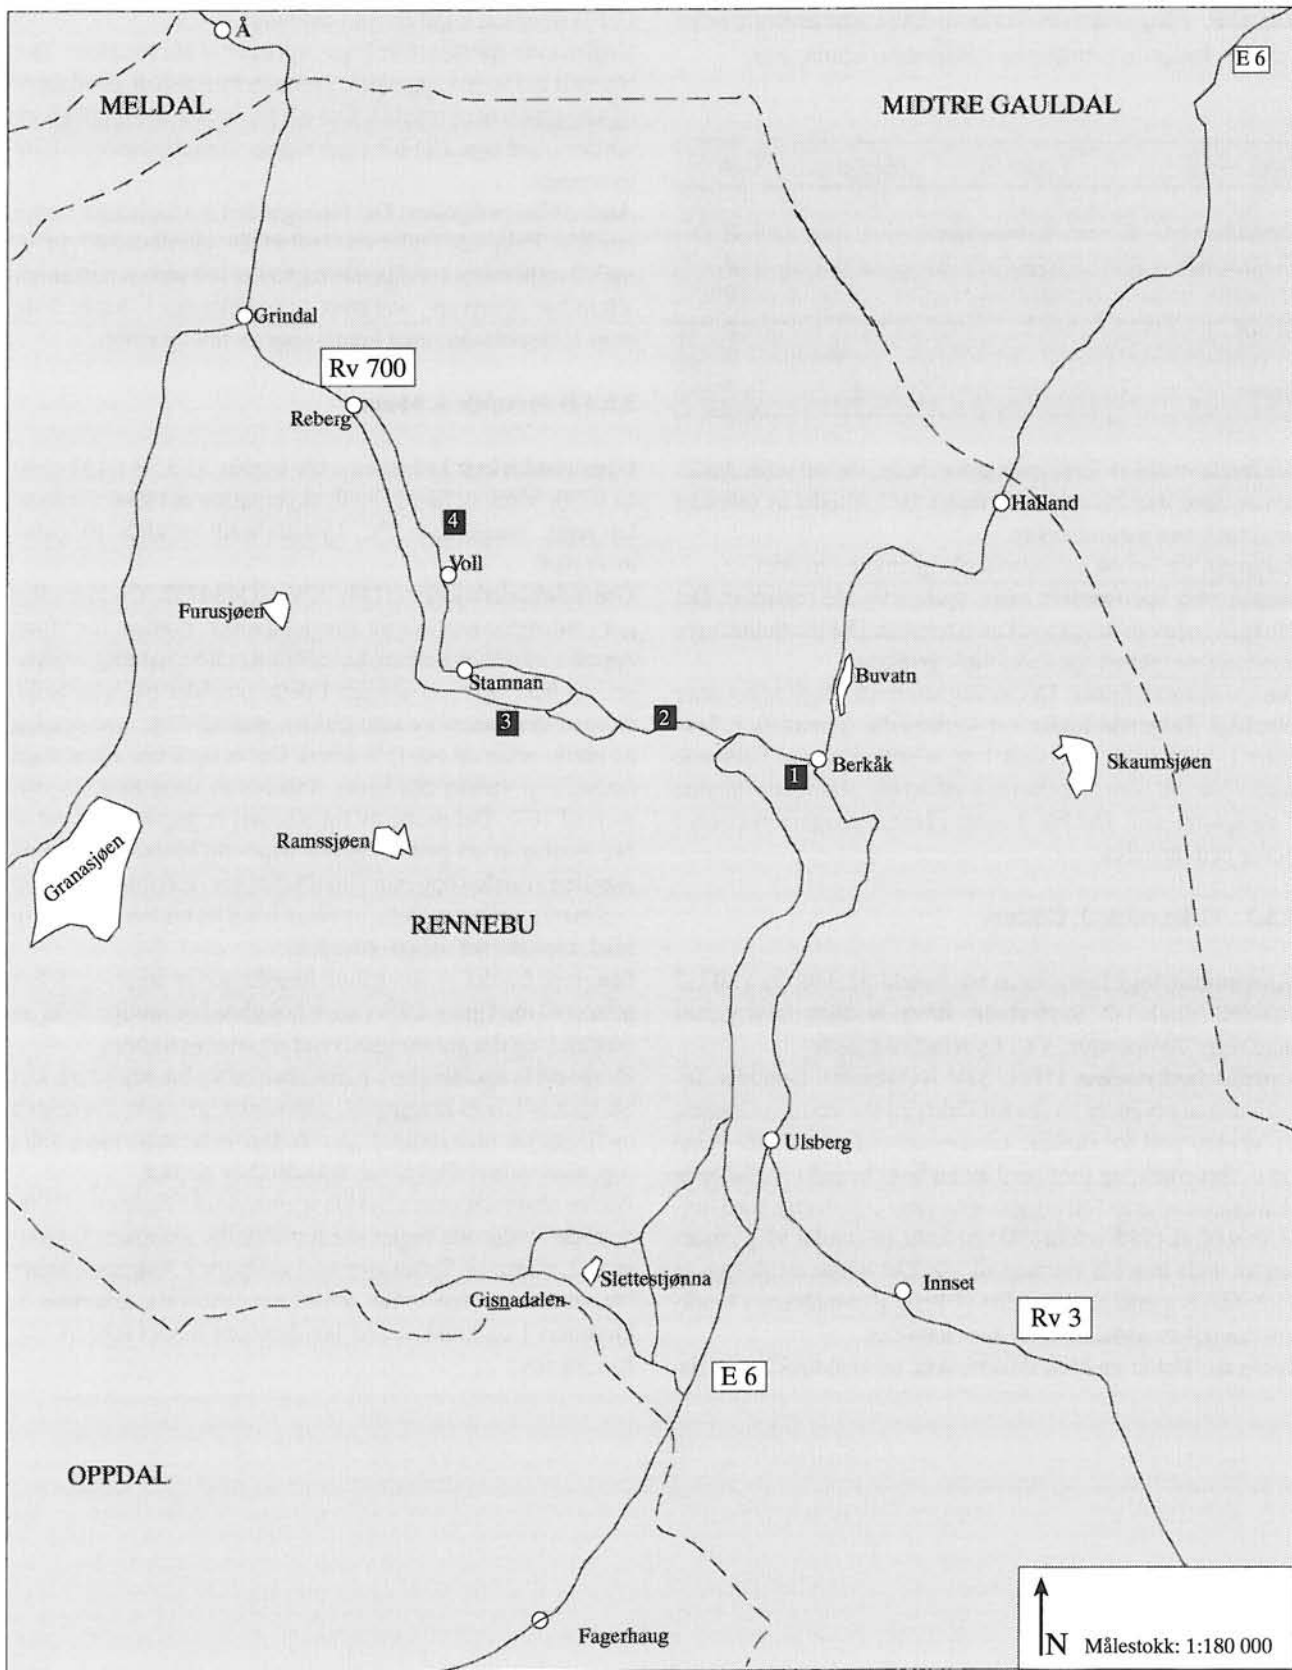 Å
E 6
MELDAL
MIDTRE GAULDAL
Grindal
Rv 700
Reberg
Halland
4
Voll
Furusjøen
Stamnan
Buvatn
3
2
Berkåk
1
Skaumsjøen
Ramssjøen
Granasjøen
RENNEBU
Ulsberg
Slettestjønna
Gisnadalen
Innset
Rv 3
E 6
OPPDAL
Fagerhaug
N Målestokk: 1:180 000